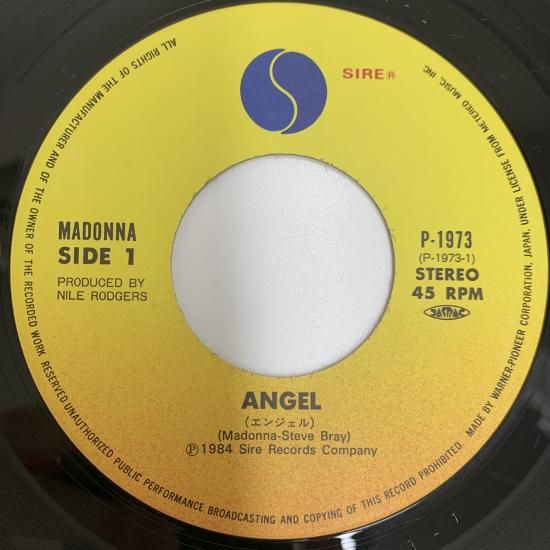 SIRE®
MADONNA
SIDE 1
PRODUCED BY
NILE RODGERS
P-1973
(P-1973-1)
STEREO
45 RPM
JASRAC
ANGEL
(エンジェル)
(Madonna-Steve Bray)
Ⓟ1984 Sire Records Company
ALL RIGHTS OF THE MANUFACTURER AND OF THE OWNER OF THE RECORDED WORK RESERVED UNAUTHORIZED PUBLIC PERFORMANCE BROADCASTING AND COPYING OF THIS RECORD PROHIBITED.
MADE BY WARNER-PIONEER CORPORATION, JAPAN, UNDER LICENSE FROM METERED MUSIC, INC.